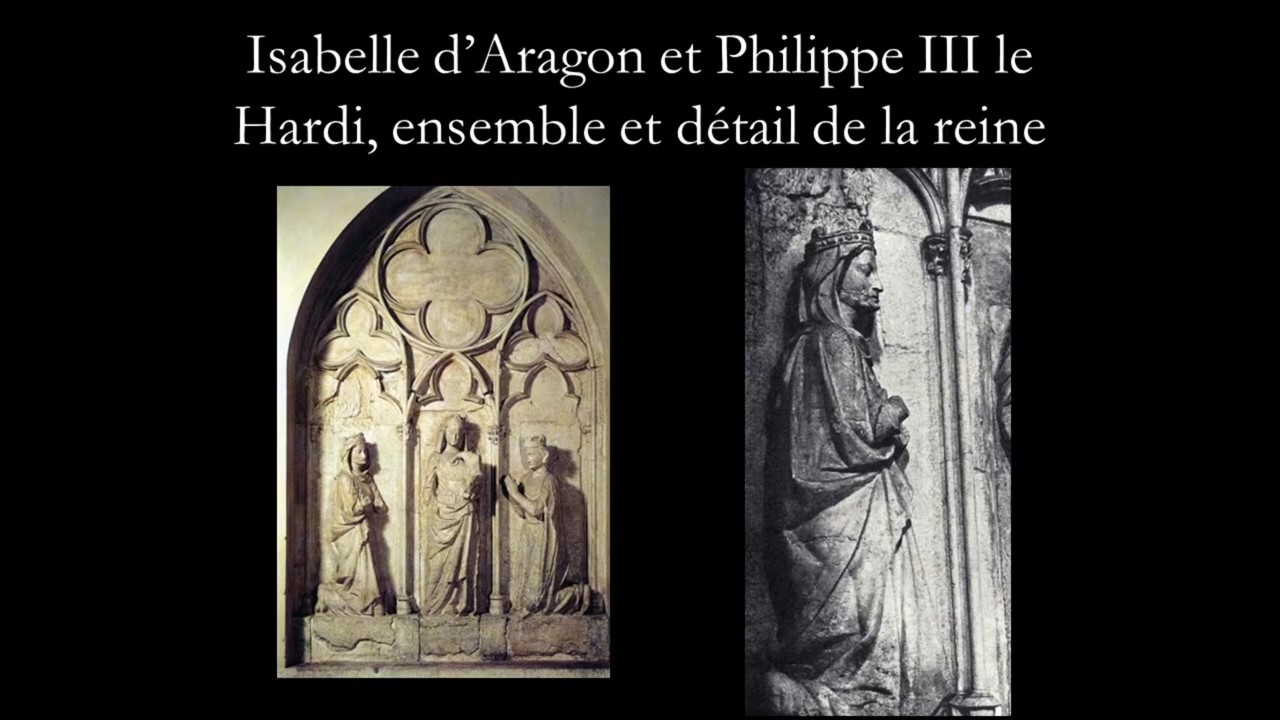 Isabelle d’Aragon et Philippe III le
Hardi, ensemble et détail de la reine